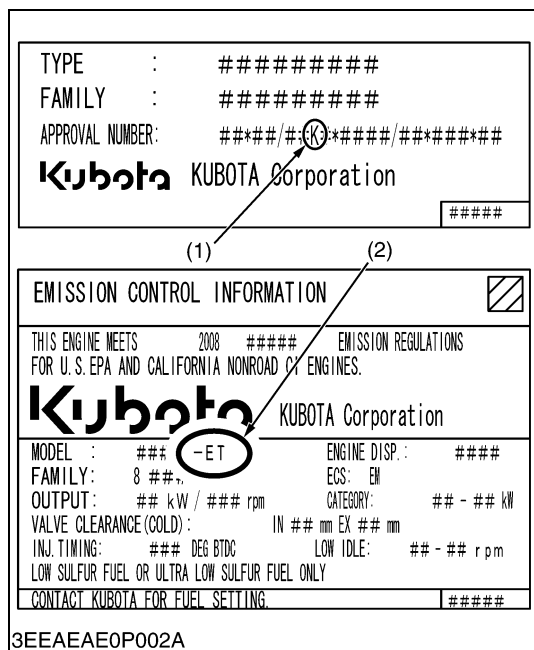 TYPE : #########
FAMILY : #########
APPROVAL NUMBER: ##*##/#K*####/##*###*##
Kubota KUBOTA Corporation
#####
(1) (2)
EMISSION CONTROL INFORMATION
THIS ENGINE MEETS 2008 ##### EMISSION REGULATIONS
FOR U.S.EPA AND CALIFORNIA NONROAD CI ENGINES.
Kubota KUBOTA Corporation
MODEL : ### -ET ENGINE DISP.: ####
FAMILY: 8 ## ECS: EM
OUTPUT: ## kW / ### rpm CATEGORY: ## - ## kW
VALVE CLEARANCE(COLD): IN ## mm EX ## mm
INJ.TIMING: ### DEG BTDC LOW IDLE: ## - ## rpm
LOW SULFUR FUEL OR ULTRA LOW SULFUR FUEL ONLY
CONTACT KUBOTA FOR FUEL SETTING. #####
3EEAEAE0P002A